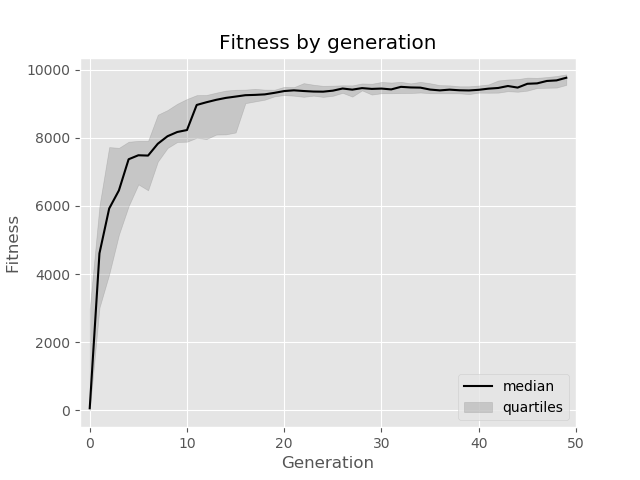 Fitness by generation
10000
8000
6000
4000
2000
0
Fitness
0 10 20 30 40 50
Generation
median
quartiles